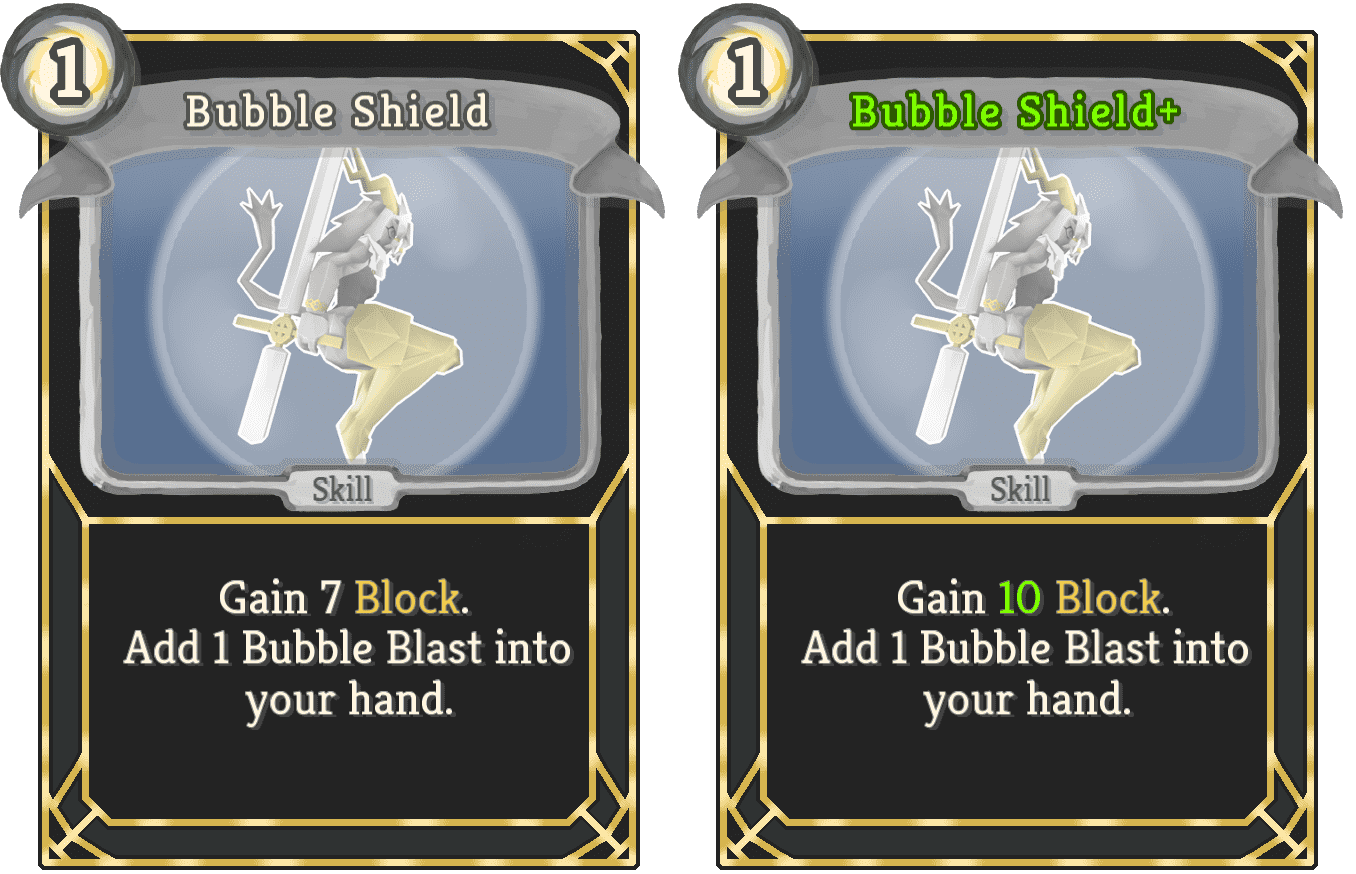 1
Bubble Shield
Skill
Gain 7 Block.
Add 1 Bubble Blast into
your hand.
1
Bubble Shield+
Skill
Gain 10 Block.
Add 1 Bubble Blast into
your hand.